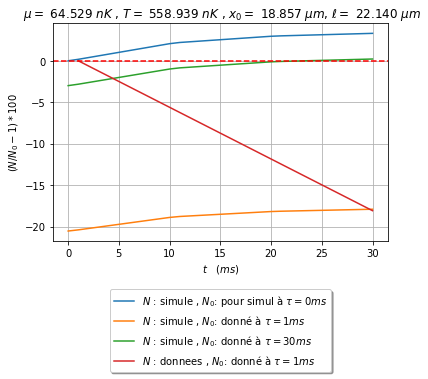 μ = 64.529 nK , T = 558.939 nK , x₀ = 18.857 μm, ℓ = 22.140 μm
0
−5
−10
−15
−20
(N/N₀ − 1) * 100
0 5 10 15 20 25 30
t (ms)
N : simule , N₀: pour simul à τ = 0ms
N : simule , N₀: donné à τ = 1ms
N : simule , N₀: donné à τ = 30ms
N : donnees , N₀: donné à τ = 1ms